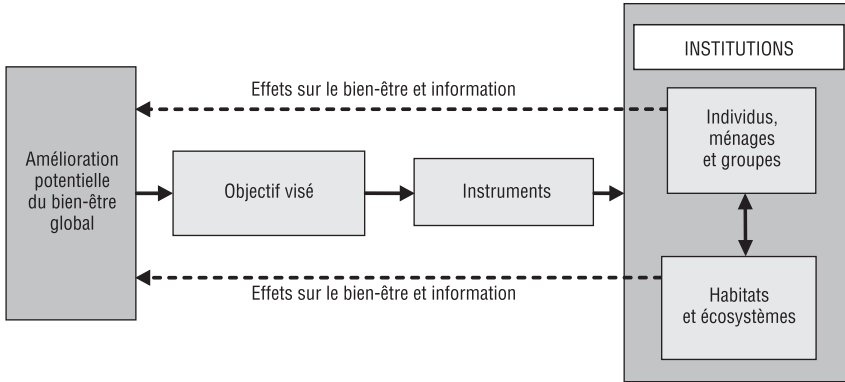 INSTITUTIONS
Effets sur le bien-être et information
Individus,
ménages
et groupes
Amélioration
potentielle
du bien-être
global
Objectif visé
Instruments
Effets sur le bien-être et information
Habitats
et écosystèmes